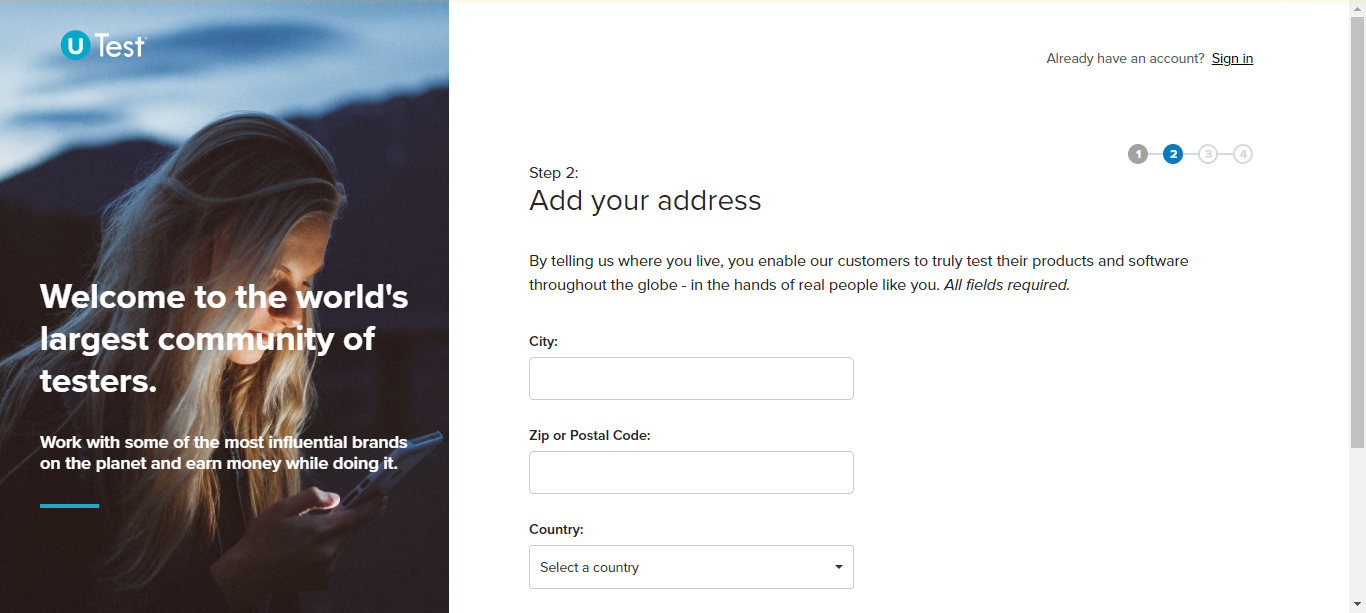 U Test
Already have an account? Sign in
1 2 3 4
Step 2:
Add your address
By telling us where you live, you enable our customers to truly test their products and software
throughout the globe - in the hands of real people like you. All fields required.
City:
Zip or Postal Code:
Country:
Select a country
Welcome to the world's
largest community of
testers.
Work with some of the most influential brands
on the planet and earn money while doing it.